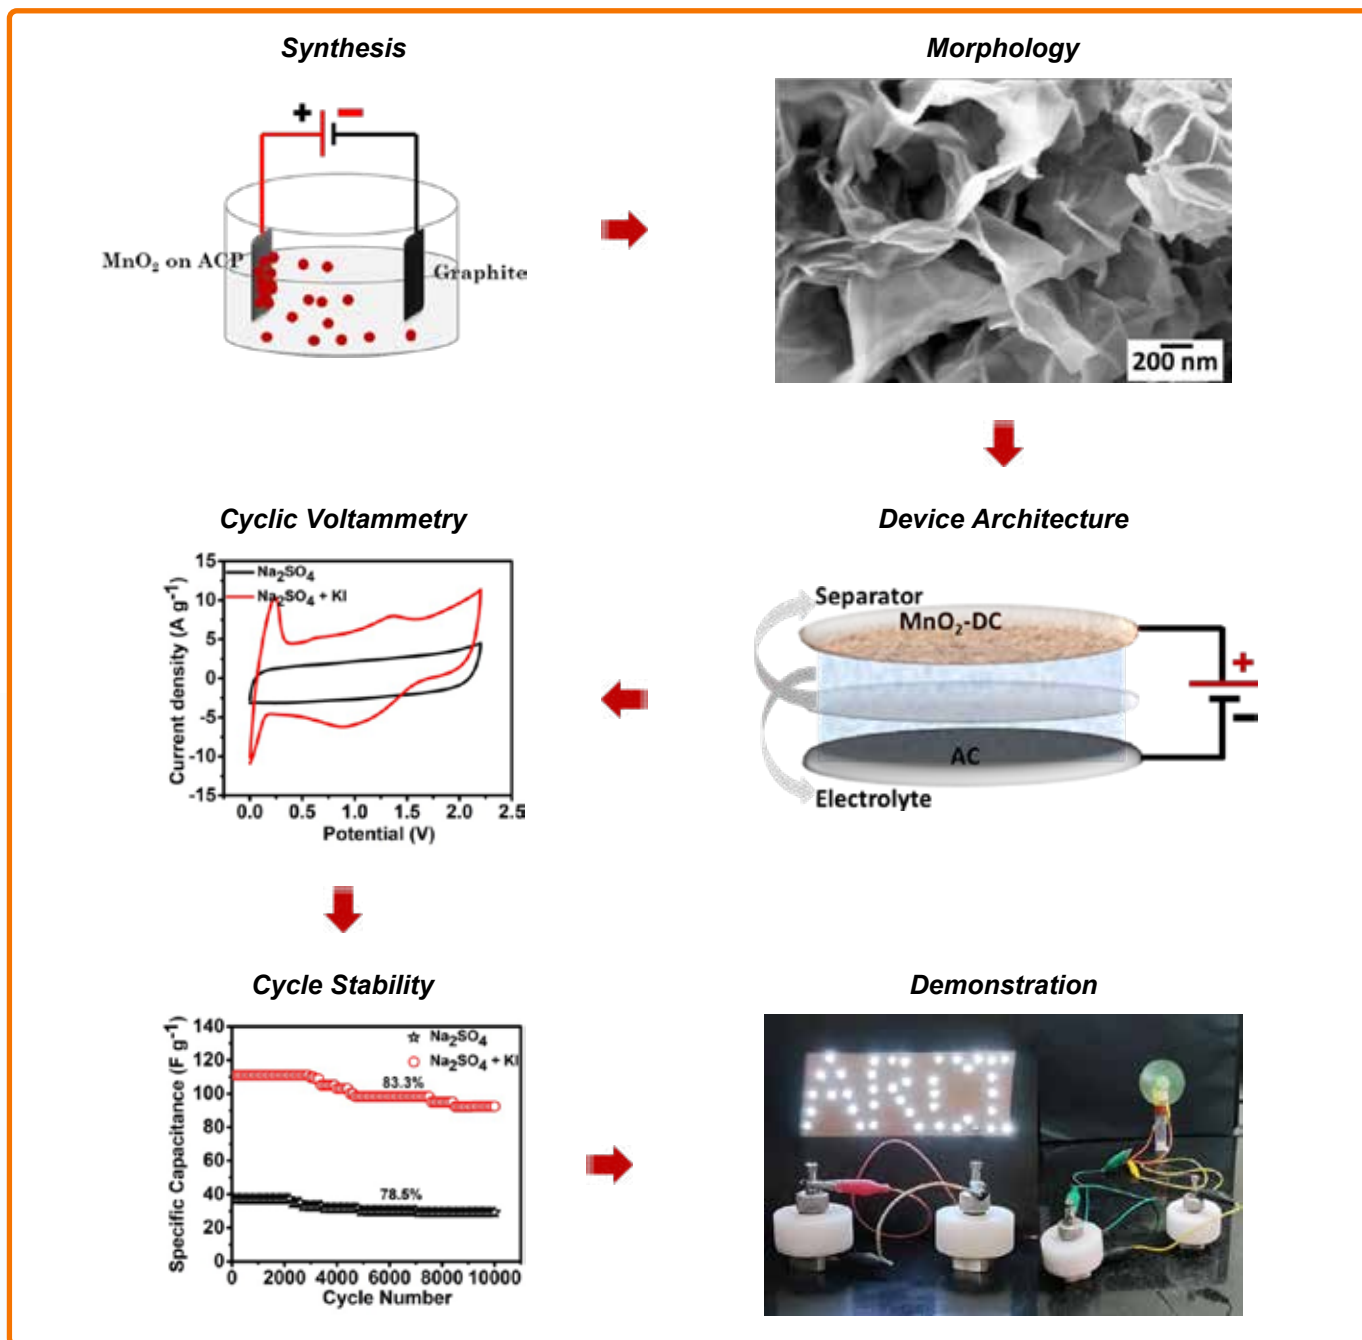 Synthesis
Morphology
+ −
MnO₂ on ACP
Graphite
200 nm
Cyclic Voltammetry
Device Architecture
Na₂SO₄
Na₂SO₄ + KI
15
10
5
0
-5
-10
-15
Current density (A g⁻¹)
0.0 0.5 1.0 1.5 2.0 2.5
Potential (V)
Separator
MnO₂-DC
+
−
AC
Electrolyte
Cycle Stability
Demonstration
Na₂SO₄
Na₂SO₄ + KI
83.3%
78.5%
140
120
100
80
60
40
20
0
Specific Capacitance (F g⁻¹)
0 2000 4000 6000 8000 10000
Cycle Number
ARCI